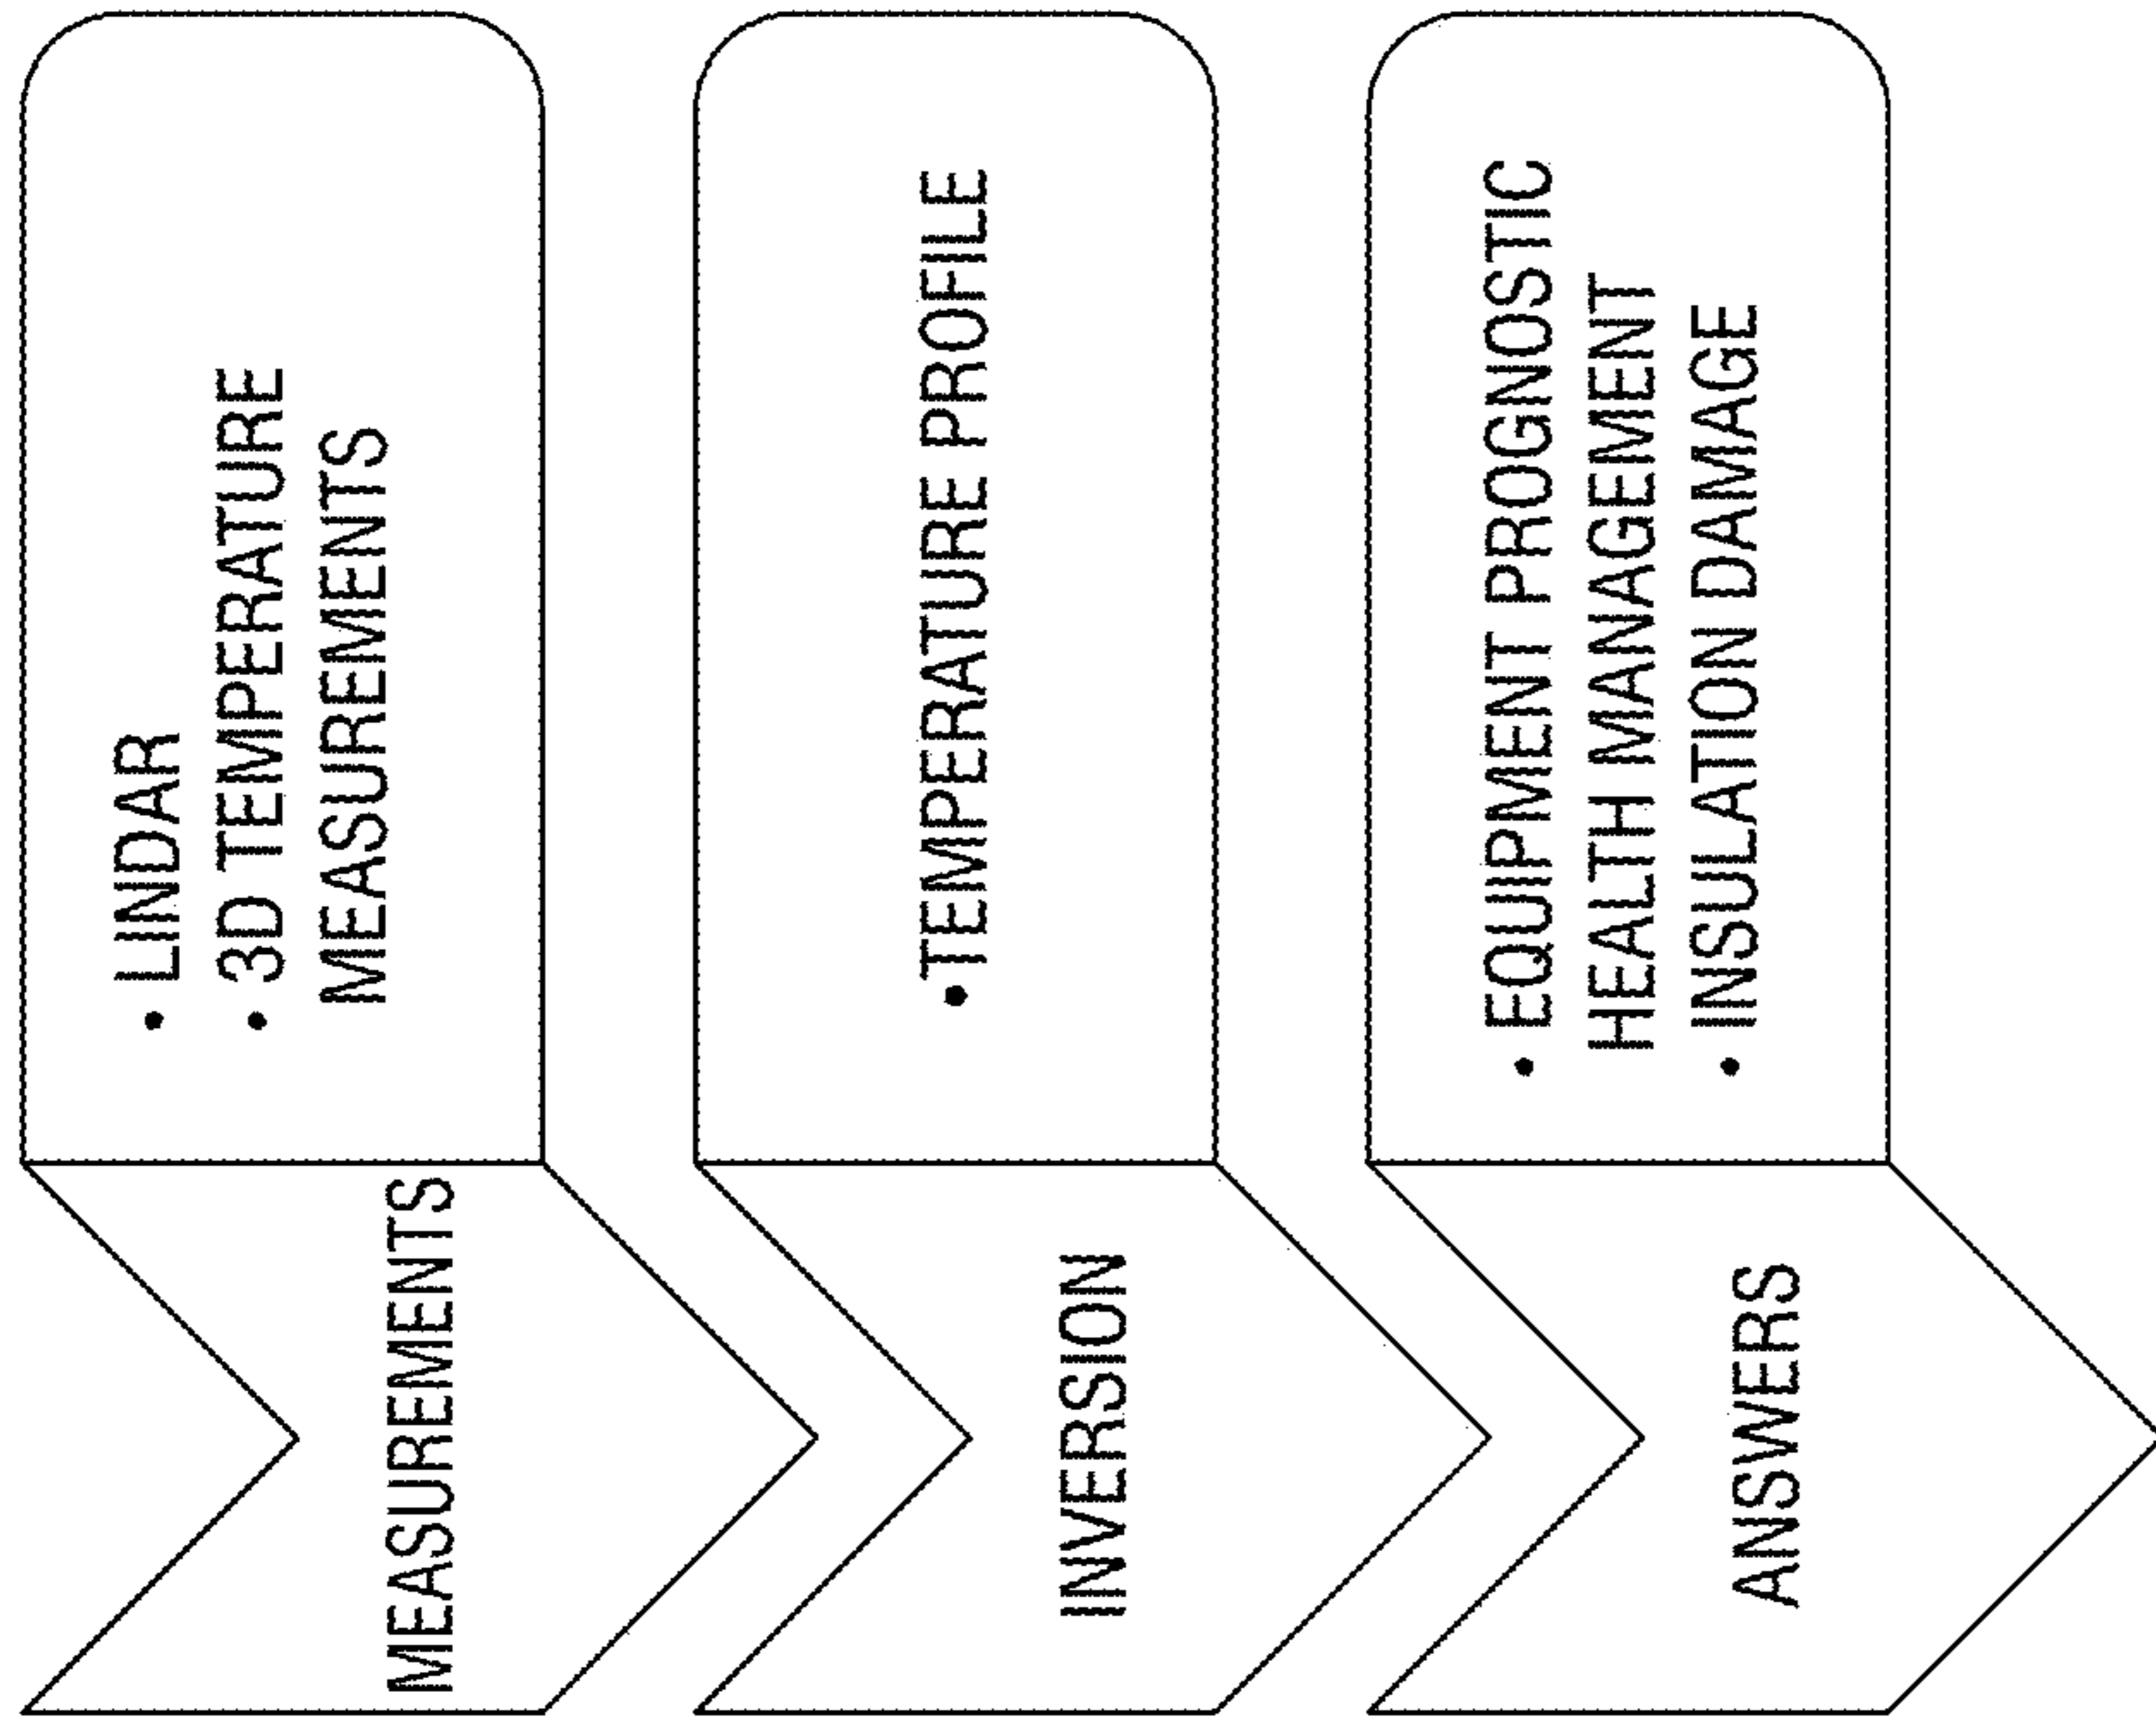 MEASUREMENTS
• LINDAR
• 3D TEMPERATURE
MEASUREMENTS
INVERSION
• TEMPERATURE PROFILE
ANSWERS
• EQUIPMENT PROGNOSTIC
HEALTH MANAGEMENT
• INSULATION DAMAGE